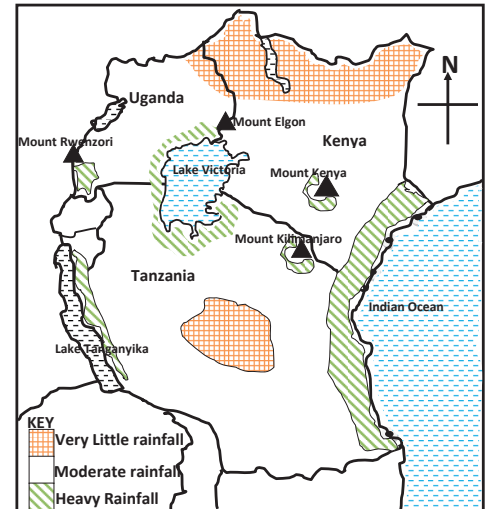 N
Uganda
Mount Elgon
Kenya
Mount Rwenzori
Lake Victoria
Mount Kenya
Mount Kilimanjaro
Tanzania
Indian Ocean
Lake Tanganyika
KEY
Very Little rainfall
Moderate rainfall
Heavy Rainfall